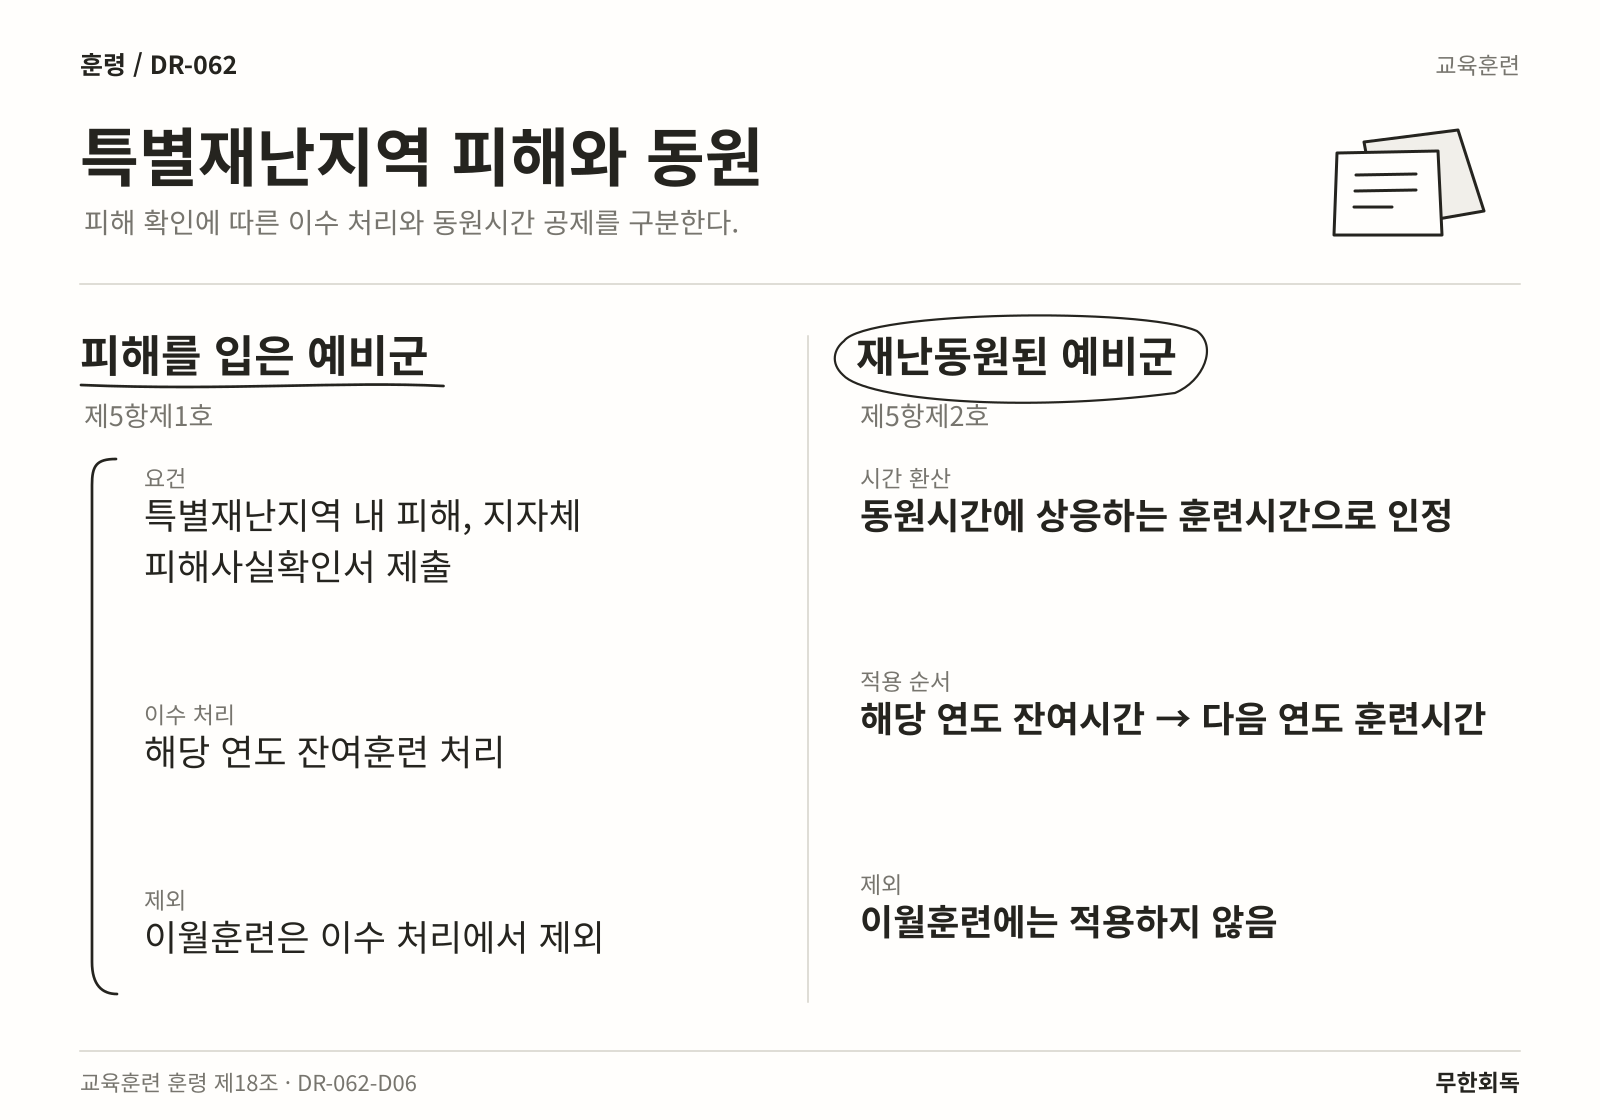 훈령 / DR-062
교육훈련
특별재난지역 피해와 동원
피해 확인에 따른 이수 처리와 동원시간 공제를 구분한다.
피해를 입은 예비군
제5항제1호
요건
특별재난지역 내 피해, 지자체
피해사실확인서 제출
이수 처리
해당 연도 잔여훈련 처리
제외
이월훈련은 이수 처리에서 제외
재난동원된 예비군
제5항제2호
시간 환산
동원시간에 상응하는 훈련시간으로 인정
적용 순서
해당 연도 잔여시간 → 다음 연도 훈련시간
제외
이월훈련에는 적용하지 않음
교육훈련 훈령 제18조 · DR-062-D06
무한회독